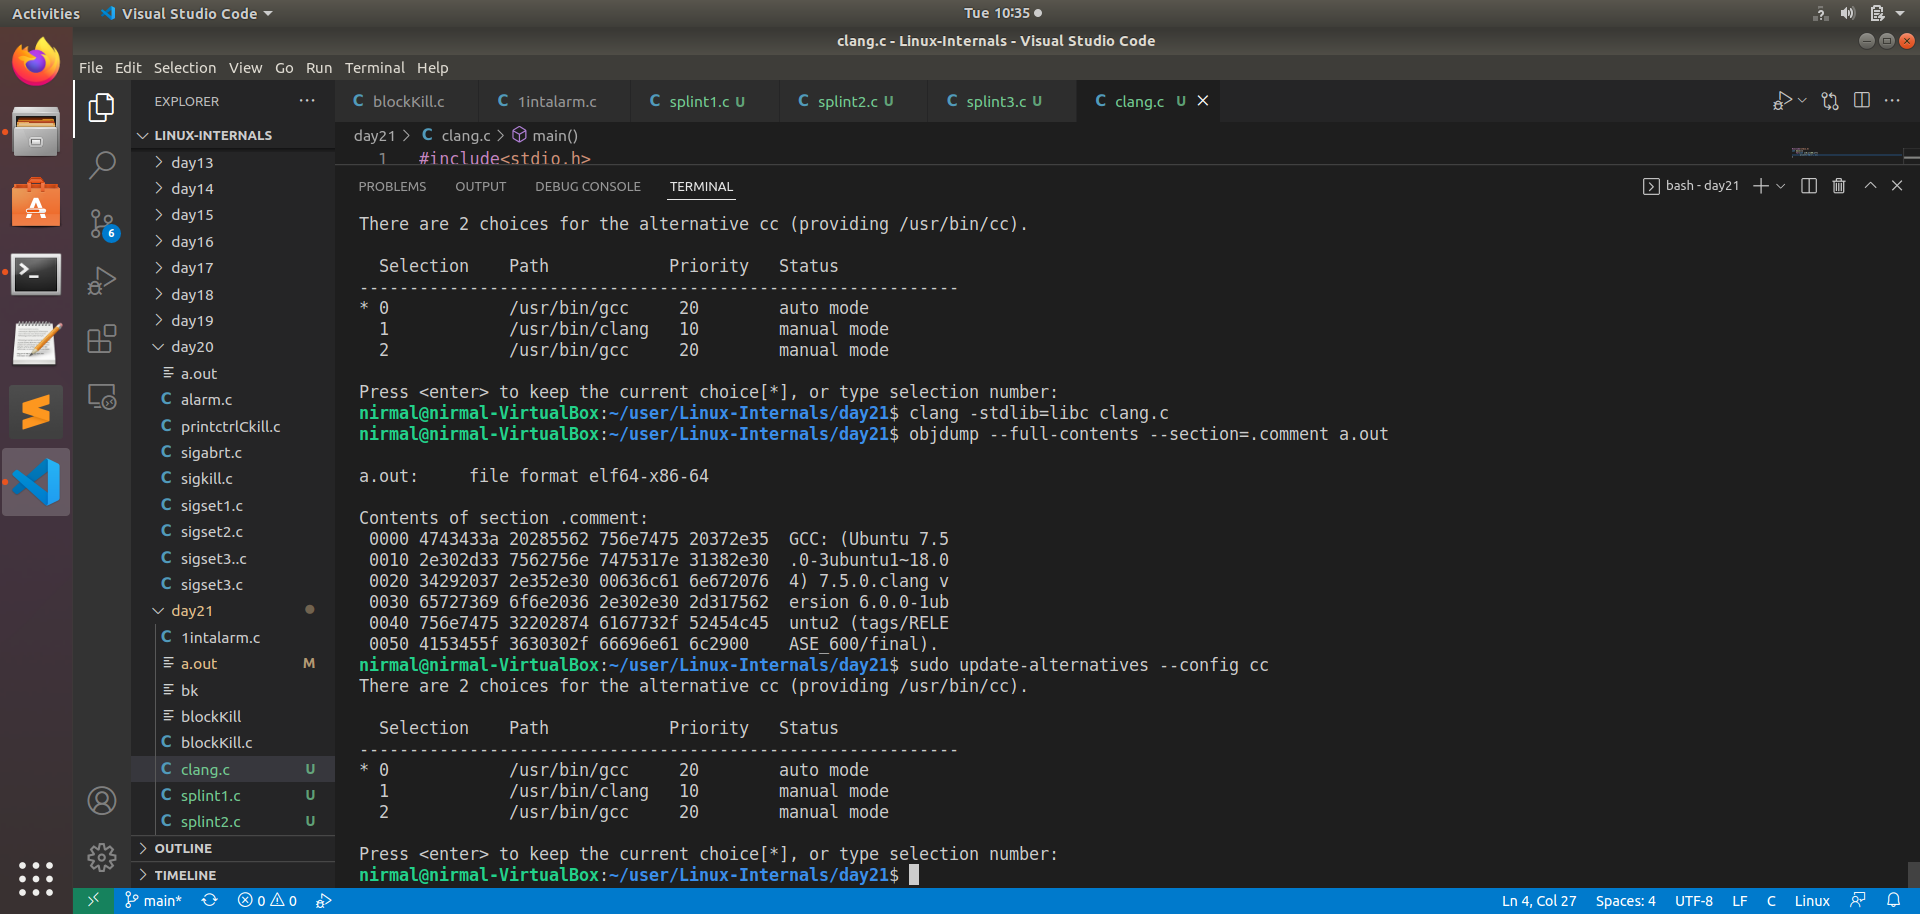 Activities Visual Studio Code Tue 10:35
clang.c - Linux-Internals - Visual Studio Code
File Edit Selection View Go Run Terminal Help
EXPLORER
LINUX-INTERNALS
day13
day14
day15
day16
day17
day18
day19
day20
a.out
C alarm.c
C printctrlCkill.c
C sigabrt.c
C sigkill.c
C sigset1.c
C sigset2.c
C sigset3..c
C sigset3.c
day21
C 1intalarm.c
a.out M
bk
blockKill
C blockKill.c
C clang.c U
C splint1.c U
C splint2.c U
OUTLINE
TIMELINE
6
C blockKill.c C 1intalarm.c C splint1.c U C splint2.c U C splint3.c U C clang.c U
day21 > C clang.c > main()
1 #include<stdio.h>
PROBLEMS OUTPUT DEBUG CONSOLE TERMINAL bash - day21
There are 2 choices for the alternative cc (providing /usr/bin/cc).
Selection Path Priority Status
------------------------------------------------------------
* 0 /usr/bin/gcc 20 auto mode
1 /usr/bin/clang 10 manual mode
2 /usr/bin/gcc 20 manual mode
Press <enter> to keep the current choice[*], or type selection number:
nirmal@nirmal-VirtualBox:~/user/Linux-Internals/day21$ clang -stdlib=libc clang.c
nirmal@nirmal-VirtualBox:~/user/Linux-Internals/day21$ objdump --full-contents --section=.comment a.out
a.out: file format elf64-x86-64
Contents of section .comment:
0000 4743433a 20285562 756e7475 20372e35 GCC: (Ubuntu 7.5
0010 2e302d33 7562756e 7475317e 31382e30 .0-3ubuntu1~18.0
0020 34292037 2e352e30 00636c61 6e672076 4) 7.5.0.clang v
0030 65727369 6f6e2036 2e302e30 2d317562 ersion 6.0.0-1ub
0040 756e7475 32202874 6167732f 52454c45 untu2 (tags/RELE
0050 4153455f 3630302f 66696e61 6c2900 ASE_600/final).
nirmal@nirmal-VirtualBox:~/user/Linux-Internals/day21$ sudo update-alternatives --config cc
There are 2 choices for the alternative cc (providing /usr/bin/cc).
Selection Path Priority Status
------------------------------------------------------------
* 0 /usr/bin/gcc 20 auto mode
1 /usr/bin/clang 10 manual mode
2 /usr/bin/gcc 20 manual mode
Press <enter> to keep the current choice[*], or type selection number:
nirmal@nirmal-VirtualBox:~/user/Linux-Internals/day21$
main* 0 0 Ln 4, Col 27 Spaces: 4 UTF-8 LF C Linux